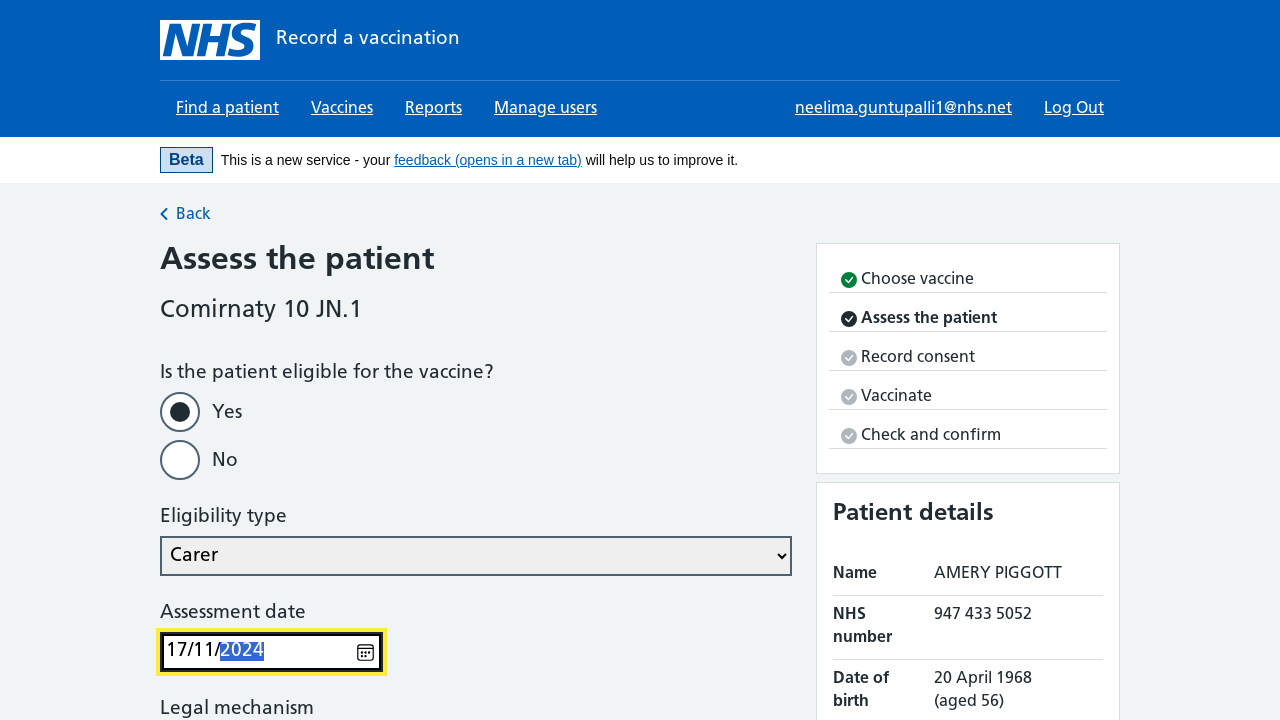 NHS Record a vaccination
Find a patient Vaccines Reports Manage users neelima.guntupalli1@nhs.net Log Out
Beta This is a new service - your feedback (opens in a new tab) will help us to improve it.
Back
Assess the patient
Comirnaty 10 JN.1
Is the patient eligible for the vaccine?
Yes
No
Eligibility type
Carer
Assessment date
17/11/2024
Legal mechanism
Choose vaccine
Assess the patient
Record consent
Vaccinate
Check and confirm
Patient details
Name AMERY PIGGOTT
NHS number 947 433 5052
Date of birth 20 April 1968 (aged 56)